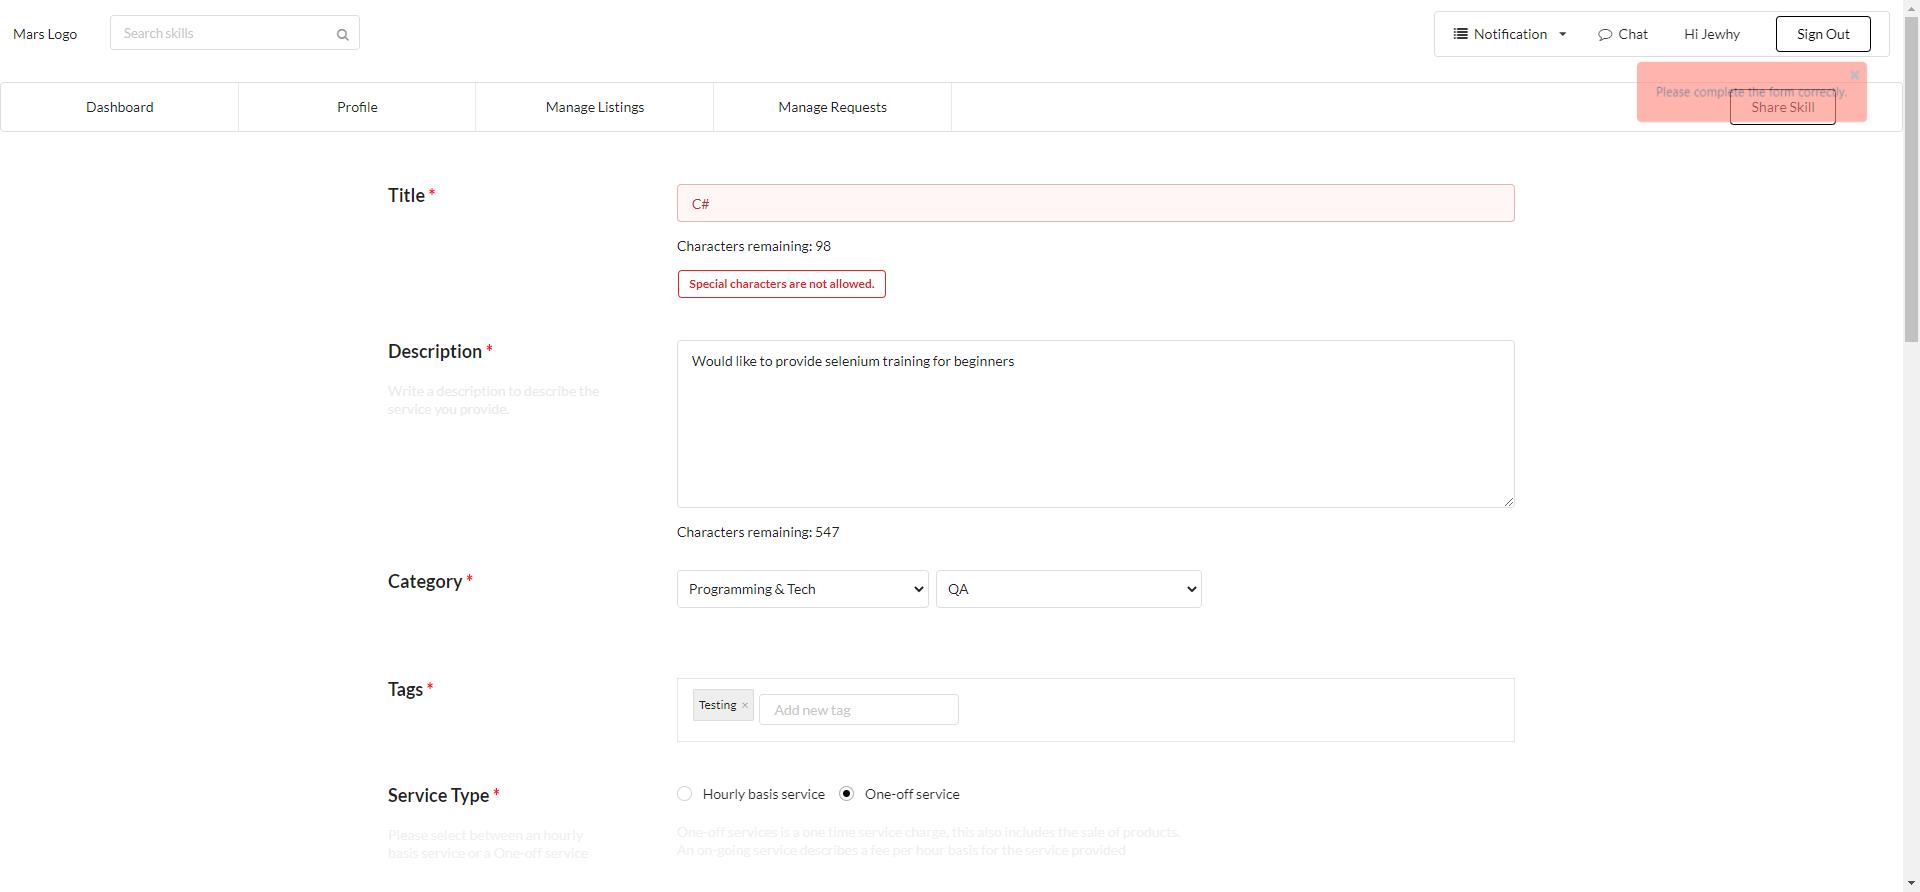 Mars Logo
Search skills
Notification
Chat
Hi Jewhy
Sign Out
Please complete the form correctly.
Dashboard
Profile
Manage Listings
Manage Requests
Share Skill
Title *
C#
Characters remaining: 98
Special characters are not allowed.
Description *
Write a description to describe the
service you provide.
Would like to provide selenium training for beginners
Characters remaining: 547
Category *
Programming & Tech
QA
Tags *
Testing ×
Add new tag
Service Type *
Please select between an hourly
basis service or a One-off service
Hourly basis service
One-off service
One-off services is a one time service charge, this also includes the sale of products.
An on-going service describes a fee per hour basis for the service provided